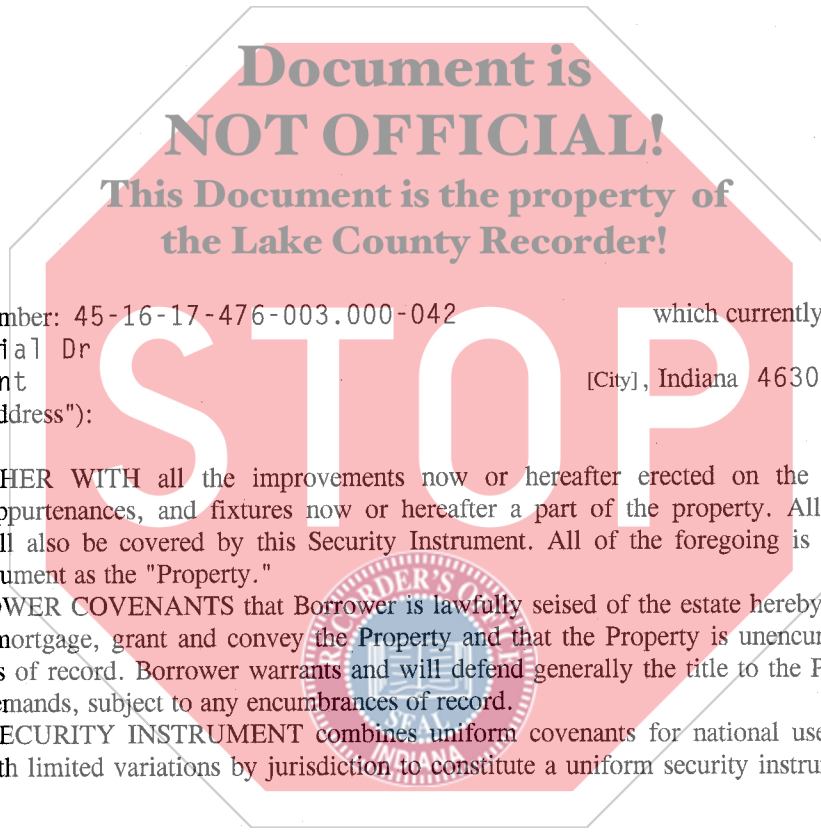 Document is
NOT OFFICIAL!
This Document is the property of
the Lake County Recorder!
STOP
mber: 45-16-17-476-003.000-042 which currently
ial Dr
nt [City], Indiana 4630
ddress"):
HER WITH all the improvements now or hereafter erected on the
ppurtenances, and fixtures now or hereafter a part of the property. All
ll also be covered by this Security Instrument. All of the foregoing is
ument as the "Property."
WER COVENANTS that Borrower is lawfully seised of the estate hereby
mortgage, grant and convey the Property and that the Property is unencum
s of record. Borrower warrants and will defend generally the title to the P
emands, subject to any encumbrances of record.
ECURITY INSTRUMENT combines uniform covenants for national use
th limited variations by jurisdiction to constitute a uniform security instru
RECORDER'S OFFICE
SEAL
INDIANA